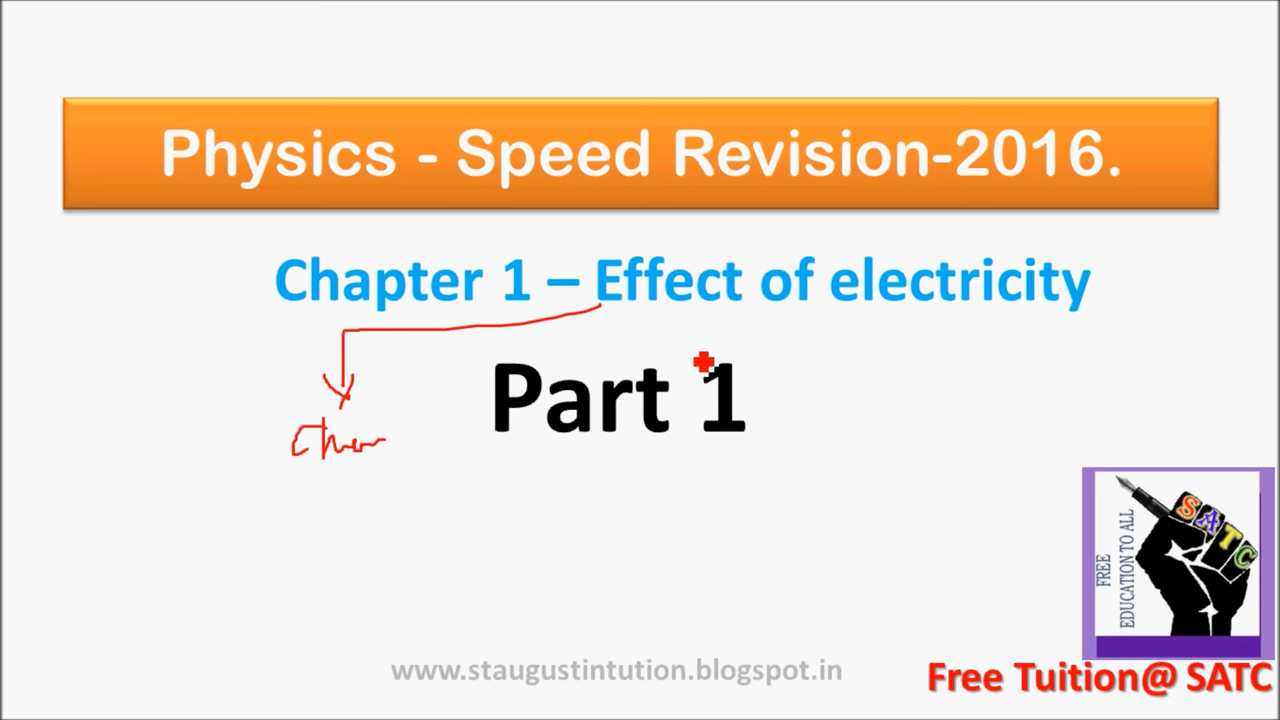 Physics - Speed Revision-2016.
Chapter 1 – Effect of electricity
Part 1
SATC
FREE
EDUCATION TO ALL
www.staugustintution.blogspot.in
Free Tuition@ SATC